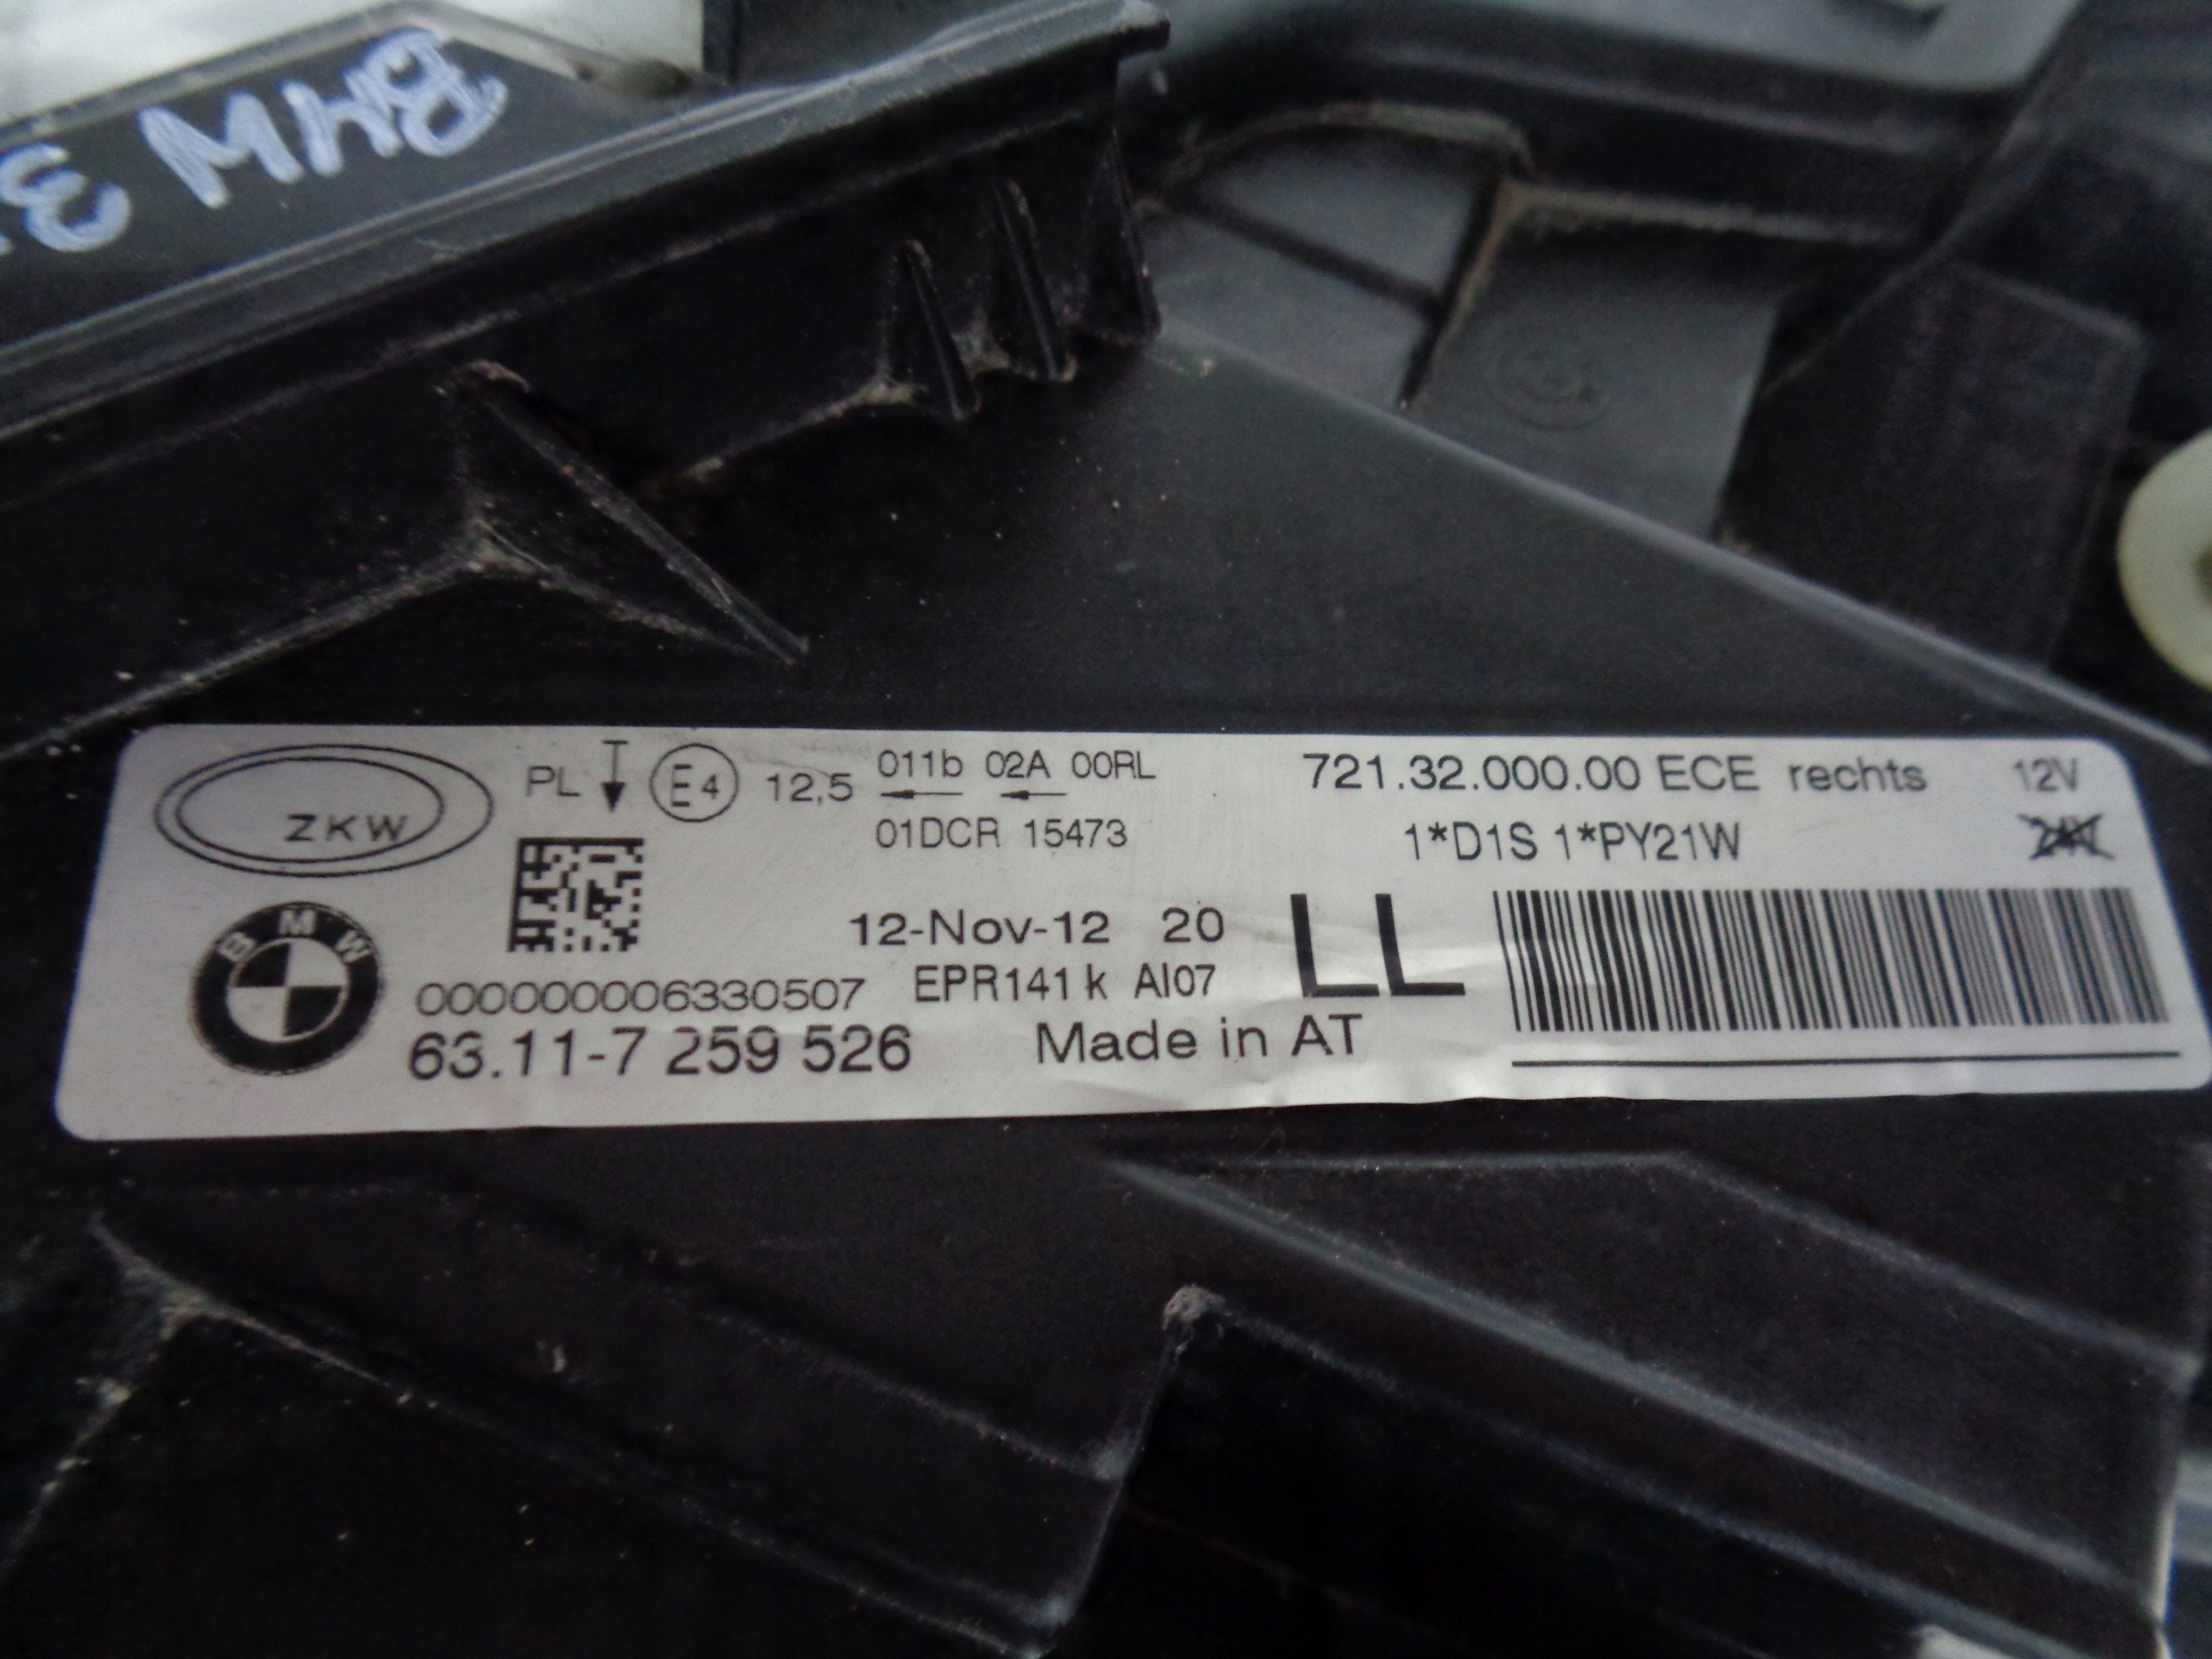 BMW 3
ZKW
PL E4 12,5 011b 02A 00RL
01DCR 15473
721.32.000.00 ECE rechts 12V
1*D1S 1*PY21W 24V
BMW
12-Nov-12 20
LL
0000000006330507 EPR141 k AI07
63.11-7 259 526 Made in AT